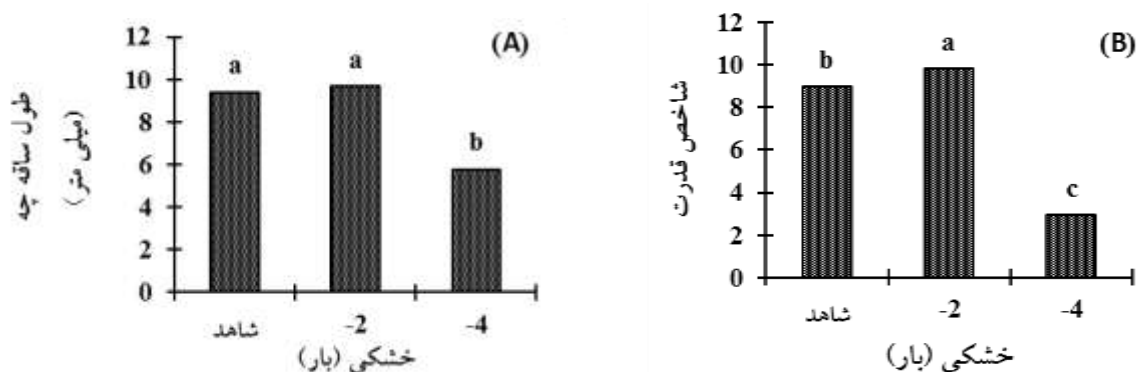 (A)
طول ساقه چه
(میلی متر)
12
10
8
6
4
2
0
a
a
b
شاهد
-2
-4
خشکی (بار)
(B)
شاخص قدرت
12
10
8
6
4
2
0
b
a
c
شاهد
-2
-4
خشکی (بار)